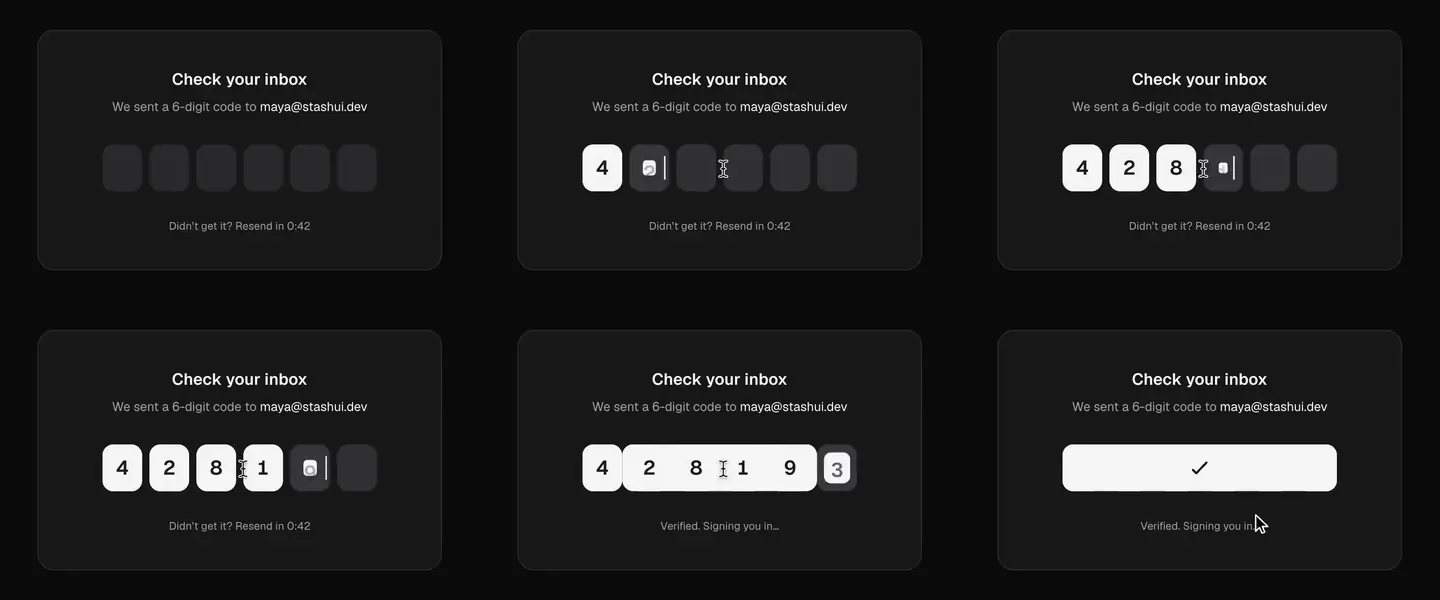 Check your inbox
We sent a 6-digit code to maya@stashui.dev
Didn't get it? Resend in 0:42
Check your inbox
We sent a 6-digit code to maya@stashui.dev
4
Didn't get it? Resend in 0:42
Check your inbox
We sent a 6-digit code to maya@stashui.dev
4 2 8
Didn't get it? Resend in 0:42
Check your inbox
We sent a 6-digit code to maya@stashui.dev
4 2 8 1
Didn't get it? Resend in 0:42
Check your inbox
We sent a 6-digit code to maya@stashui.dev
4 2 8 1 9 3
Verified. Signing you in…
Check your inbox
We sent a 6-digit code to maya@stashui.dev
Verified. Signing you in